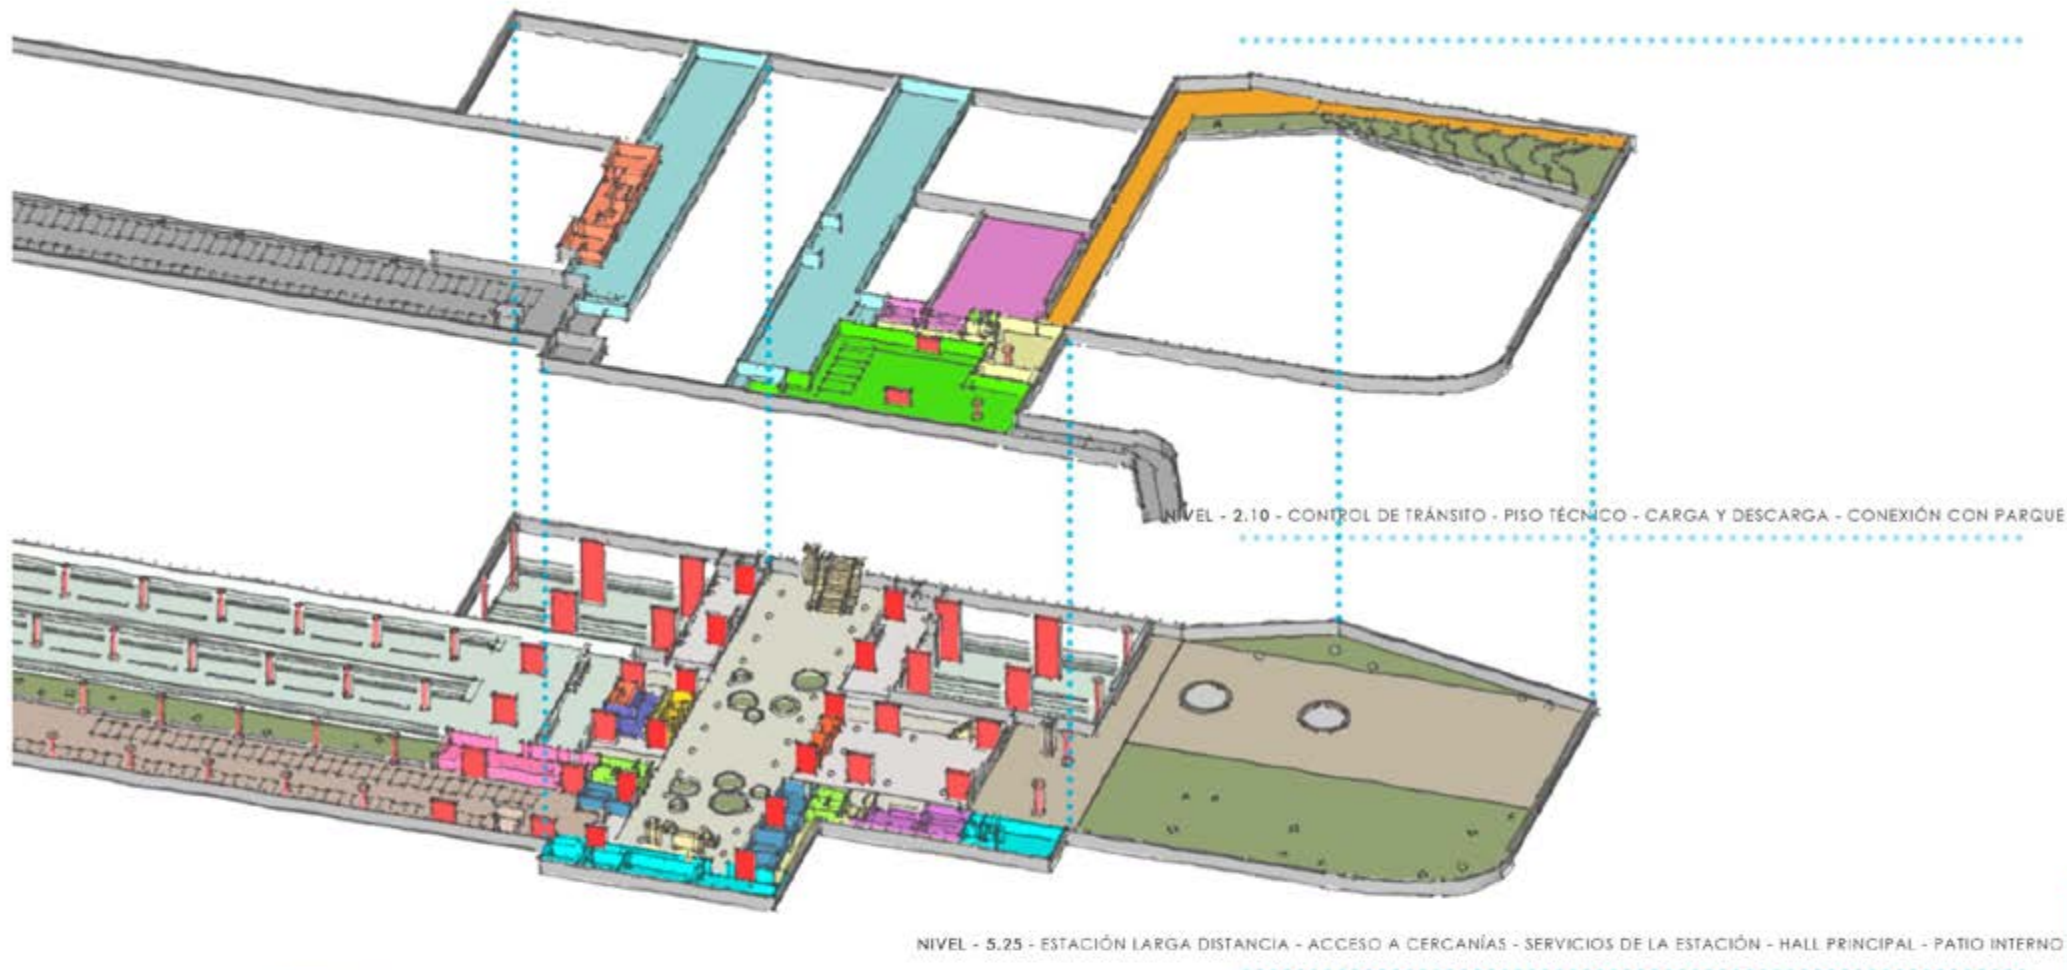 NIVEL - 2.10 - CONTROL DE TRÁNSITO - PISO TÉCNICO - CARGA Y DESCARGA - CONEXIÓN CON PARQUE
NIVEL - 5.25 - ESTACIÓN LARGA DISTANCIA - ACCESO A CERCANÍAS - SERVICIOS DE LA ESTACIÓN - HALL PRINCIPAL - PATIO INTERNO